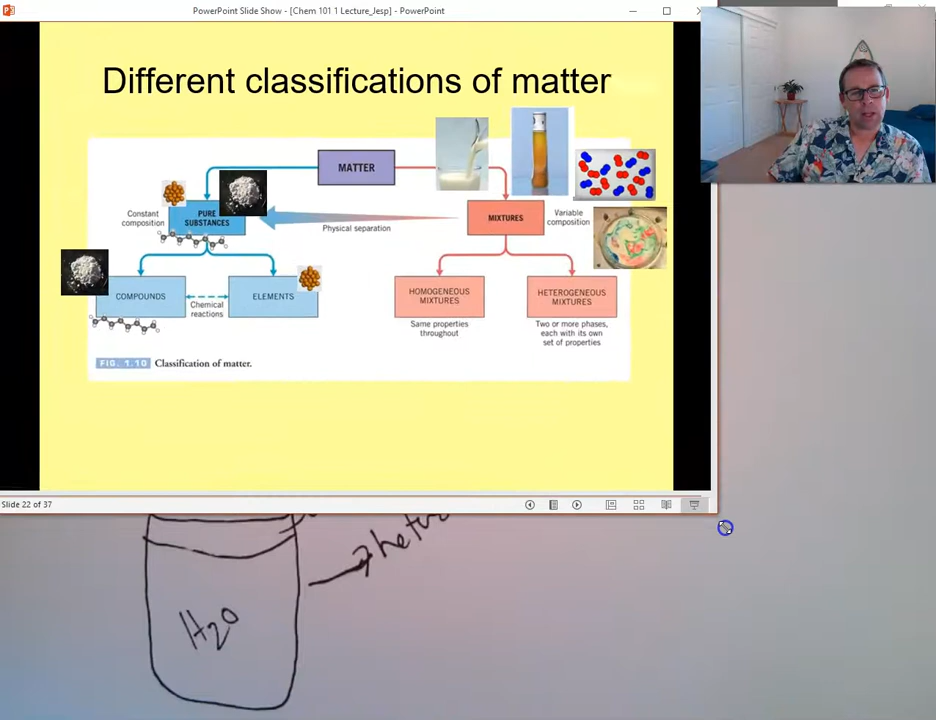 PowerPoint Slide Show - [Chem 101 1 Lecture_Jesp] - PowerPoint
Different classifications of matter
MATTER
Constant
composition
PURE
SUBSTANCES
Physical separation
MIXTURES
Variable
composition
COMPOUNDS
Chemical
reactions
ELEMENTS
HOMOGENEOUS
MIXTURES
Same properties
throughout
HETEROGENEOUS
MIXTURES
Two or more phases,
each with its own
set of properties
FIG. 1.10 Classification of matter.
Slide 22 of 37
H2O